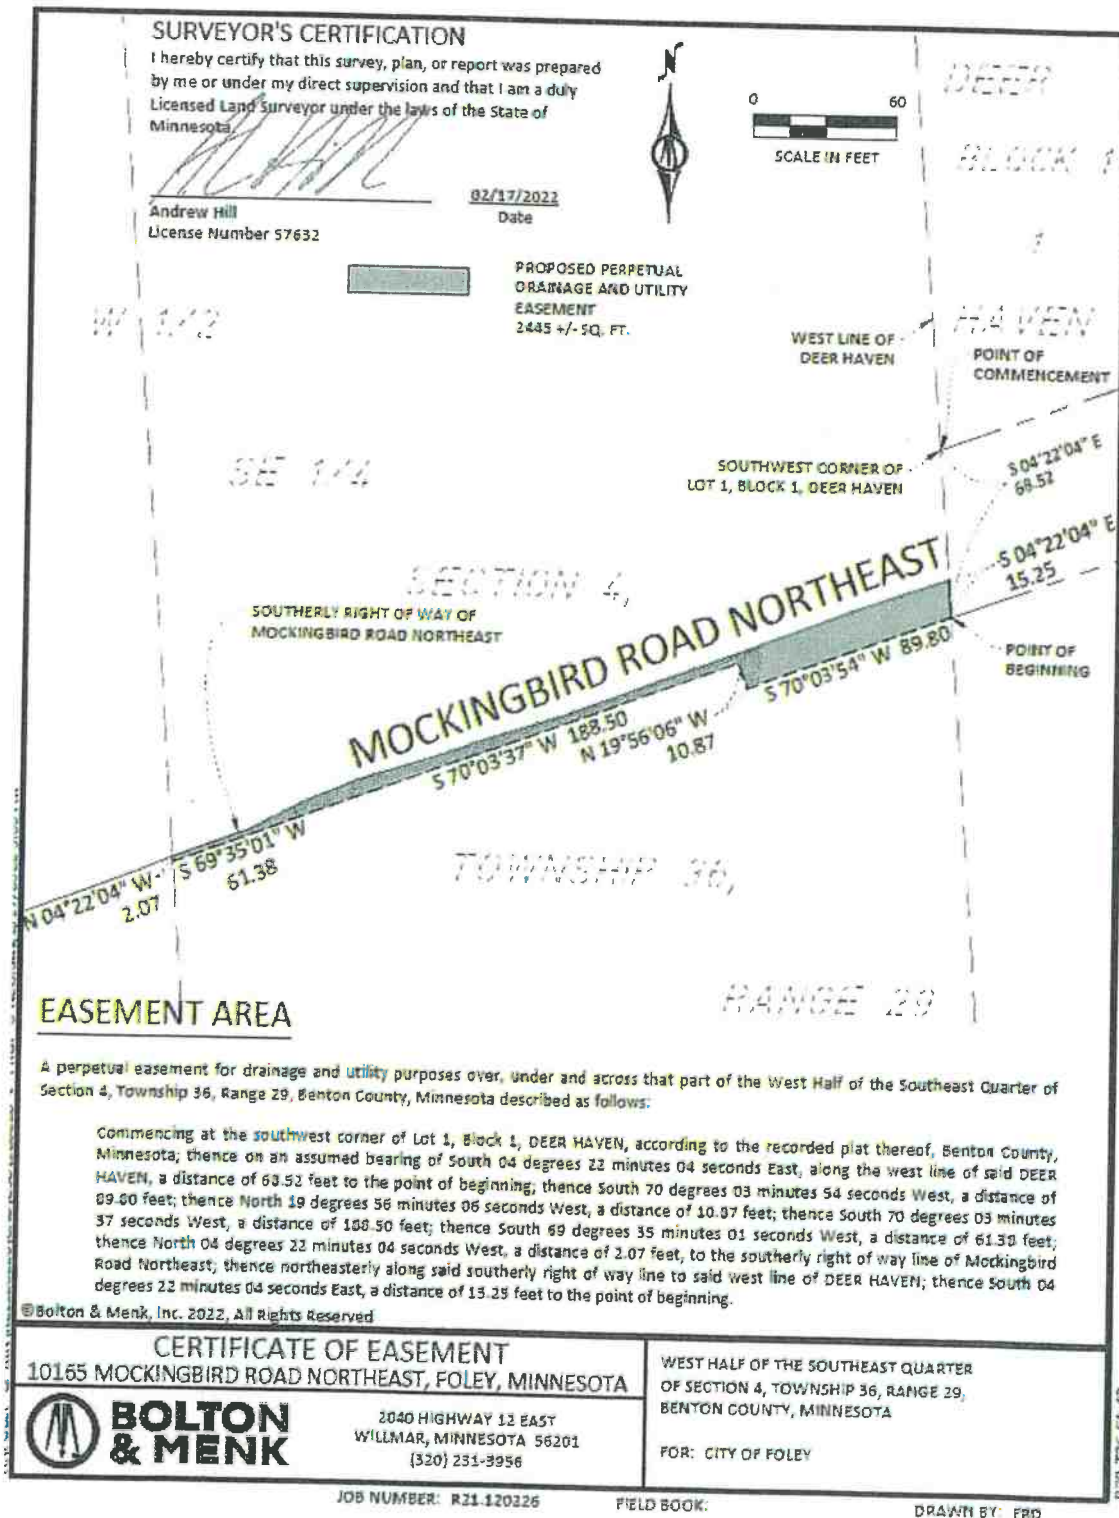 SURVEYOR'S CERTIFICATION
I hereby certify that this survey, plan, or report was prepared
by me or under my direct supervision and that I am a duly
Licensed Land Surveyor under the laws of the State of
Minnesota.
Andrew Hill
License Number 57632
02/17/2022
Date
N
0 60
SCALE IN FEET
DEER
BLOCK 1
1
HAVEN
PROPOSED PERPETUAL
DRAINAGE AND UTILITY
EASEMENT
2445 +/- SQ. FT.
W 1/2
WEST LINE OF
DEER HAVEN
POINT OF
COMMENCEMENT
SE 1/4
SOUTHWEST CORNER OF
LOT 1, BLOCK 1, DEER HAVEN
S 04°22'04" E
68.52
SECTION 4,
S 04°22'04" E
15.25
SOUTHERLY RIGHT OF WAY OF
MOCKINGBIRD ROAD NORTHEAST
MOCKINGBIRD ROAD NORTHEAST
POINT OF
BEGINNING
S 70°03'54" W 89.80
S 70°03'37" W 188.50
N 19°56'06" W
10.87
S 69°35'01" W
61.38
N 04°22'04" W
2.07
TOWNSHIP 36,
RANGE 29
EASEMENT AREA
A perpetual easement for drainage and utility purposes over, under and across that part of the West Half of the Southeast Quarter of
Section 4, Township 36, Range 29, Benton County, Minnesota described as follows:
Commencing at the southwest corner of Lot 1, Block 1, DEER HAVEN, according to the recorded plat thereof, Benton County,
Minnesota; thence on an assumed bearing of South 04 degrees 22 minutes 04 seconds East, along the west line of said DEER
HAVEN, a distance of 68.52 feet to the point of beginning; thence South 70 degrees 03 minutes 54 seconds West, a distance of
89.80 feet; thence North 19 degrees 56 minutes 06 seconds West, a distance of 10.87 feet; thence South 70 degrees 03 minutes
37 seconds West, a distance of 188.50 feet; thence South 69 degrees 35 minutes 01 seconds West, a distance of 61.38 feet;
thence North 04 degrees 22 minutes 04 seconds West, a distance of 2.07 feet, to the southerly right of way line of Mockingbird
Road Northeast; thence northeasterly along said southerly right of way line to said west line of DEER HAVEN; thence South 04
degrees 22 minutes 04 seconds East, a distance of 15.25 feet to the point of beginning.
©Bolton & Menk, Inc. 2022, All Rights Reserved
CERTIFICATE OF EASEMENT
10165 MOCKINGBIRD ROAD NORTHEAST, FOLEY, MINNESOTA
BOLTON
& MENK
2040 HIGHWAY 12 EAST
WILLMAR, MINNESOTA 56201
(320) 231-3956
WEST HALF OF THE SOUTHEAST QUARTER
OF SECTION 4, TOWNSHIP 36, RANGE 29,
BENTON COUNTY, MINNESOTA
FOR: CITY OF FOLEY
JOB NUMBER: R21.120326
FIELD BOOK:
DRAWN BY: